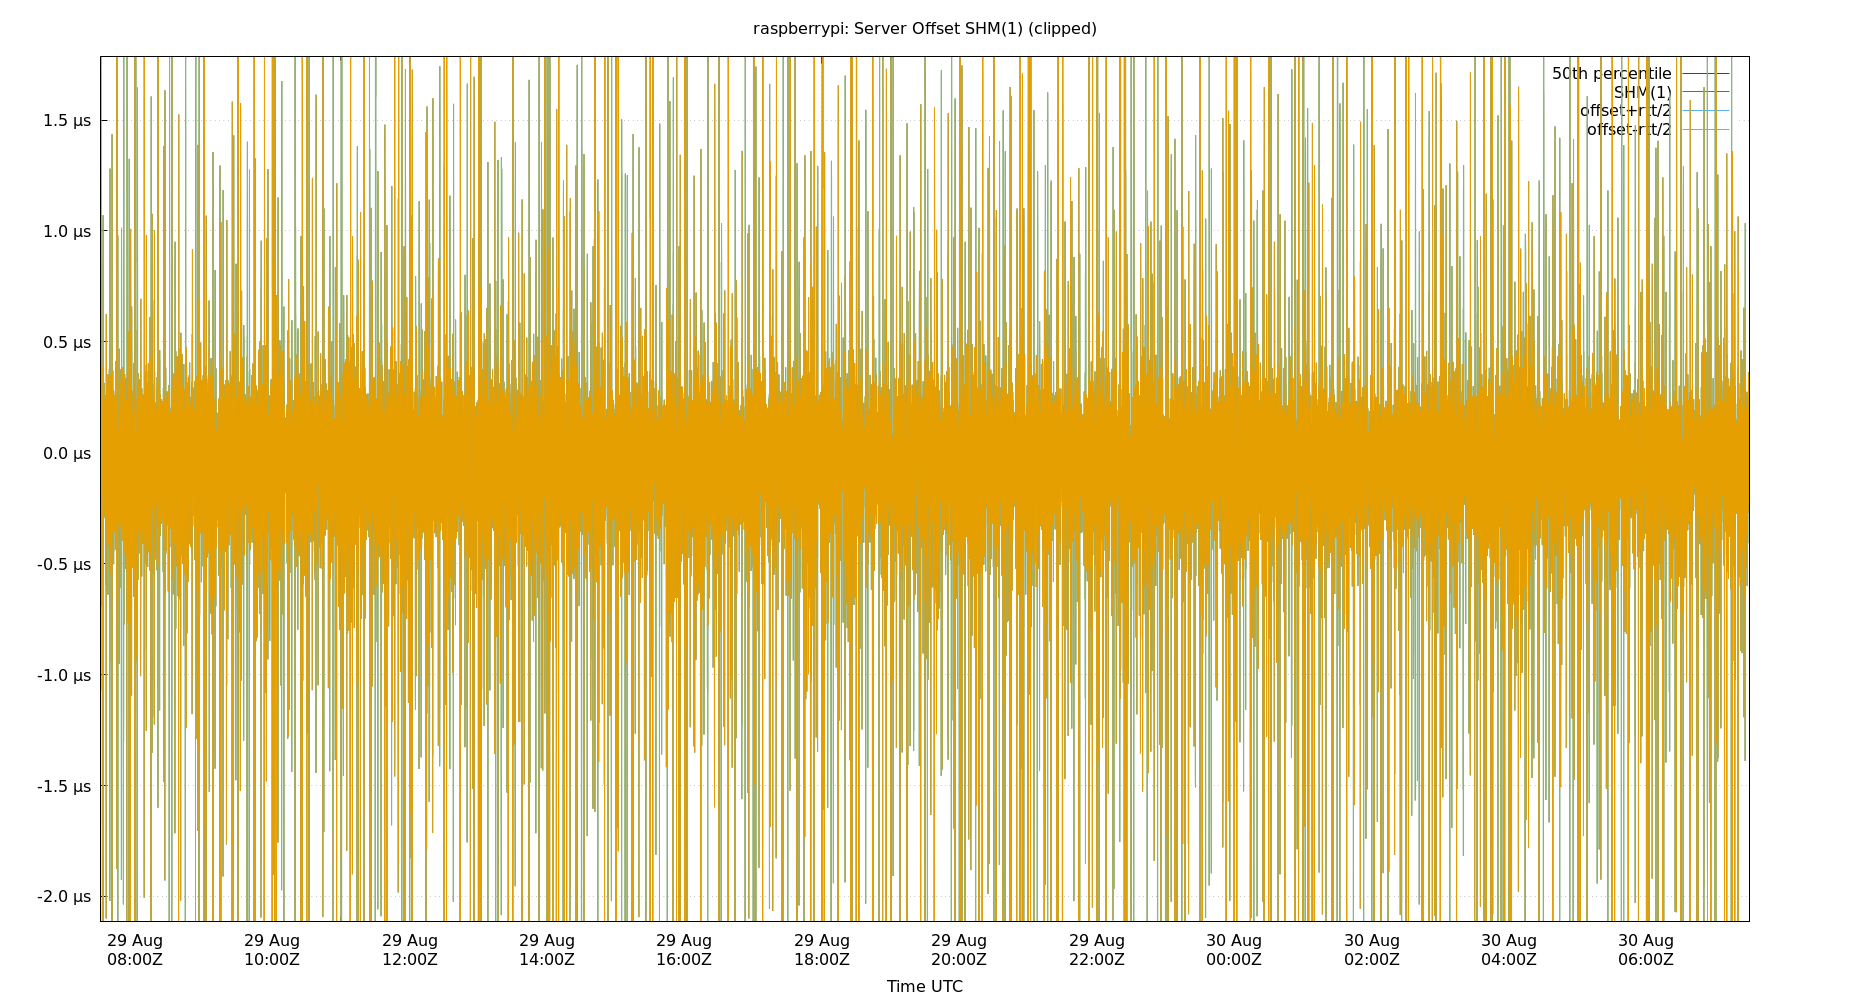 raspberrypi: Server Offset SHM(1) (clipped)
50th percentile
SHM(1)
offset+rtt/2
offset-rtt/2
1.5 µs
1.0 µs
0.5 µs
0.0 µs
-0.5 µs
-1.0 µs
-1.5 µs
-2.0 µs
29 Aug 29 Aug 29 Aug 29 Aug 29 Aug 29 Aug 29 Aug 29 Aug 30 Aug 30 Aug 30 Aug 30 Aug
08:00Z 10:00Z 12:00Z 14:00Z 16:00Z 18:00Z 20:00Z 22:00Z 00:00Z 02:00Z 04:00Z 06:00Z
Time UTC